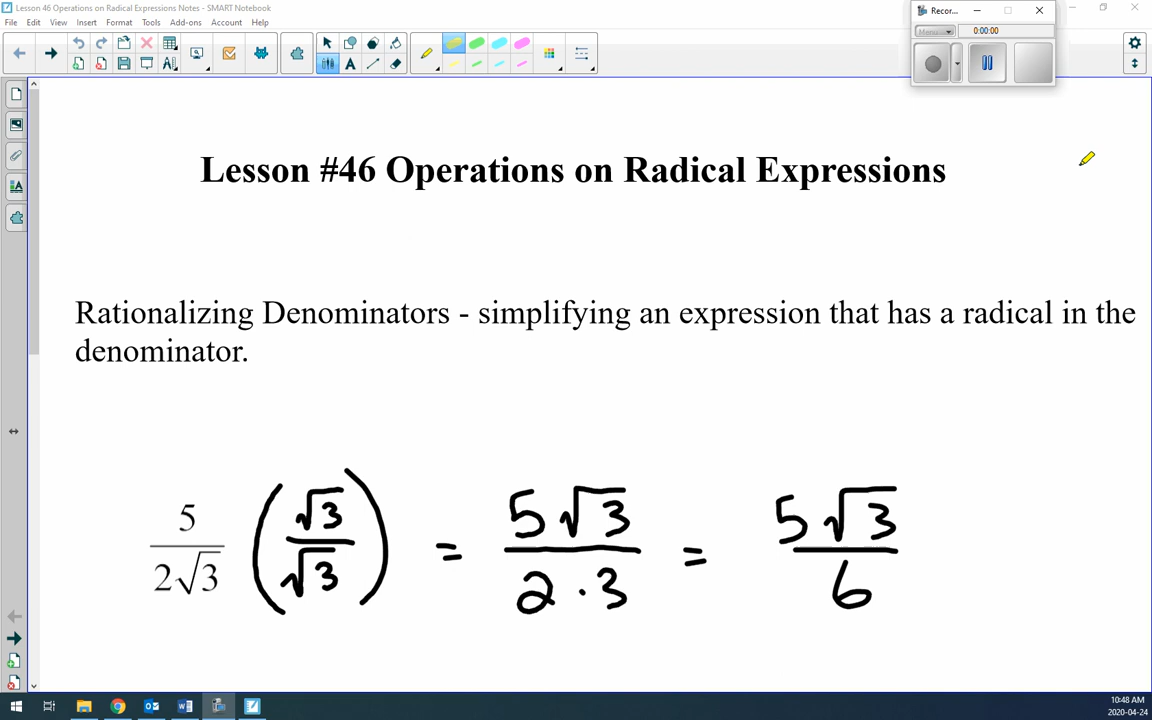 Lesson #46 Operations on Radical Expressions Notes - SMART Notebook
File Edit View Insert Format Tools Add-ons Account Help
Recor...
Menu
0:00:00
Lesson #46 Operations on Radical Expressions
Rationalizing Denominators - simplifying an expression that has a radical in the
denominator.
5/(2√3) (√3/√3) = 5√3/(2·3) = 5√3/6
10:48 AM
2020-04-24